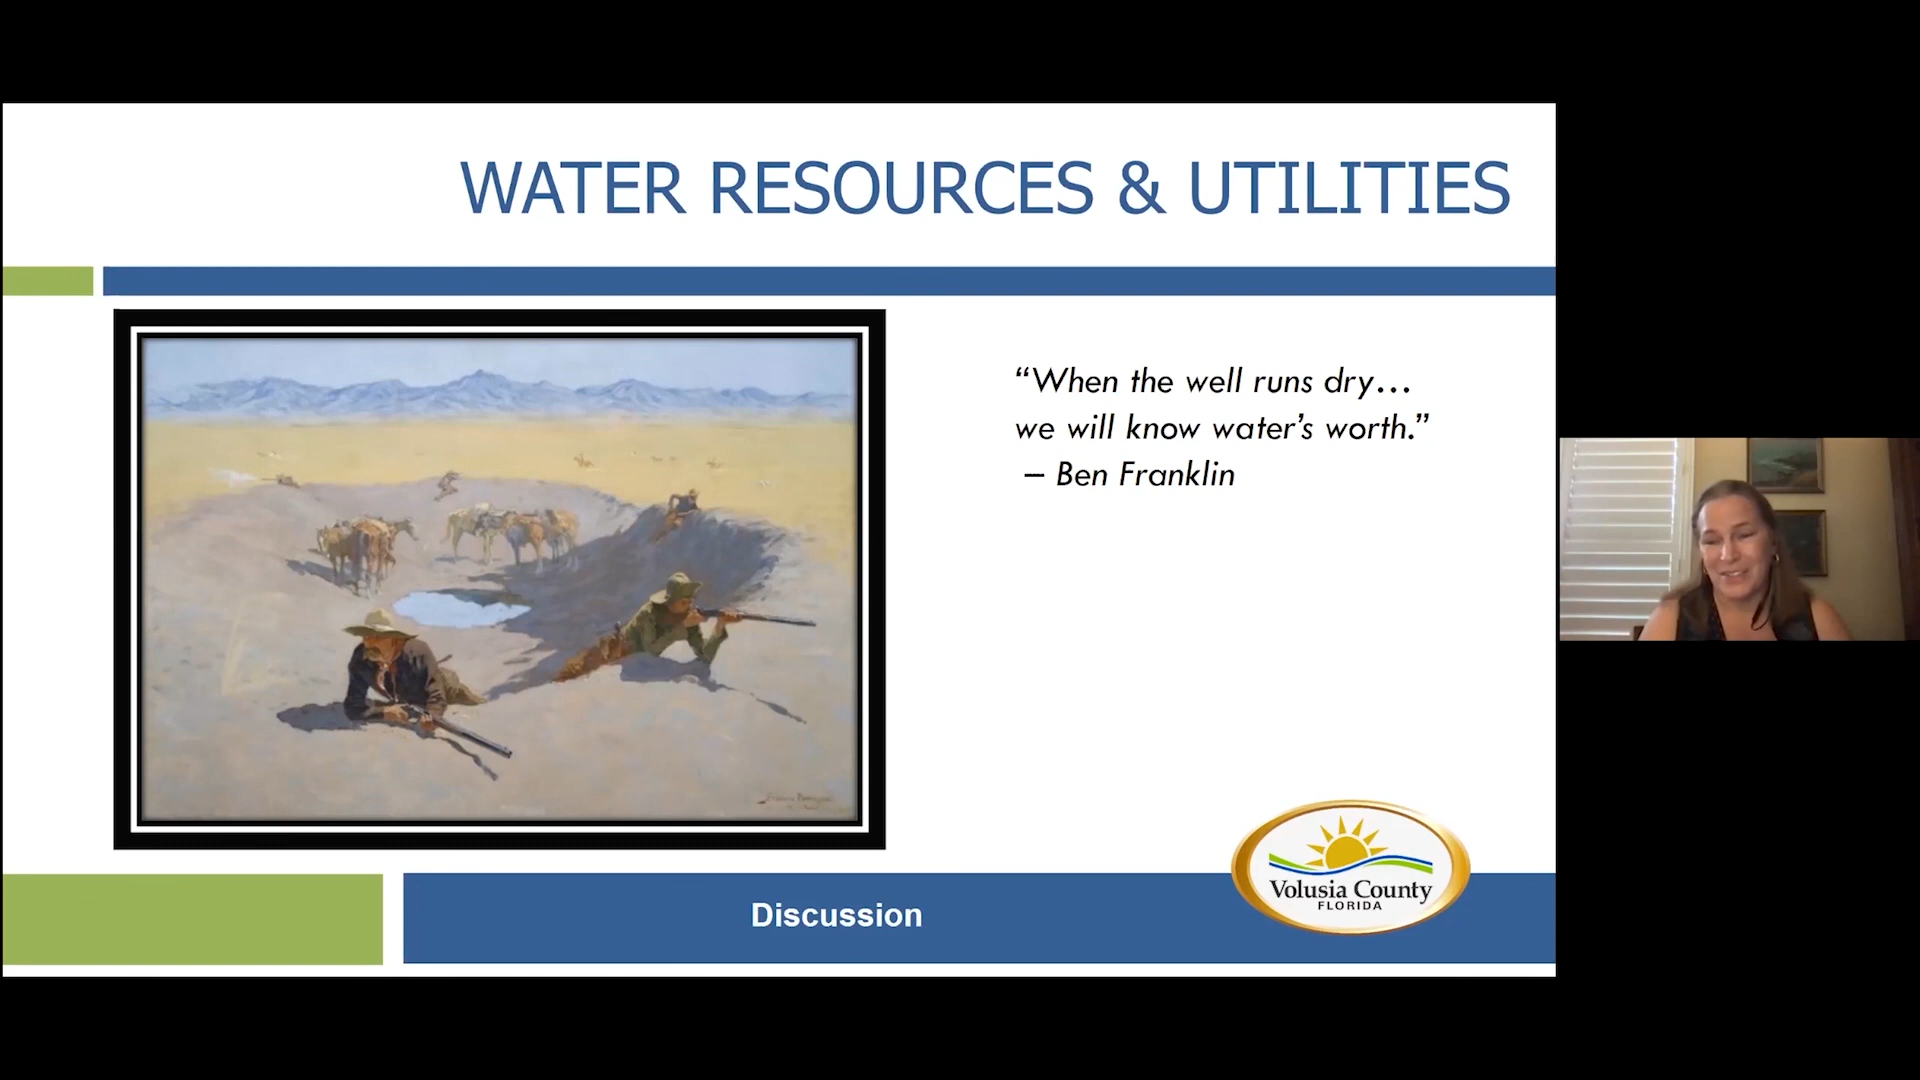 WATER RESOURCES & UTILITIES
“When the well runs dry…
we will know water’s worth.”
– Ben Franklin
Volusia County
FLORIDA
Discussion